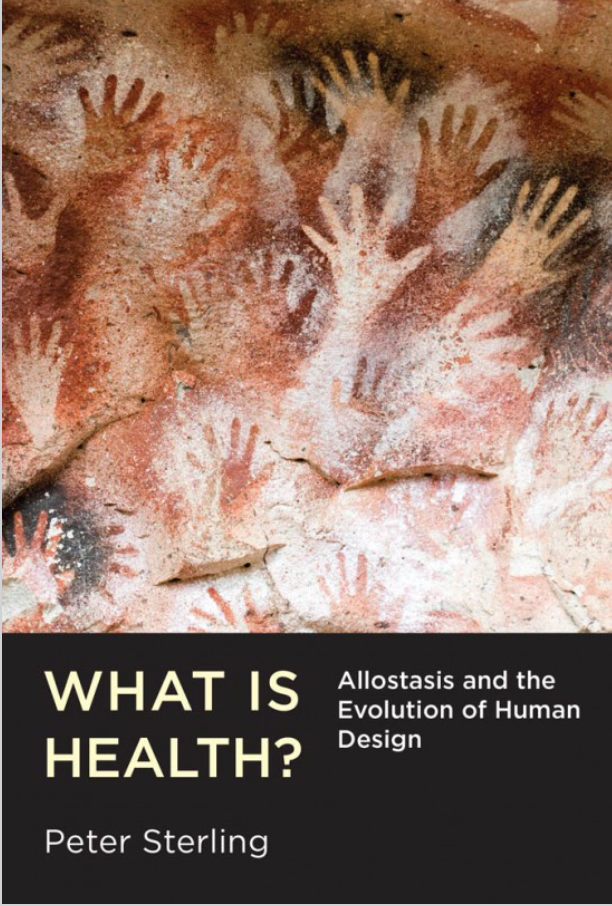 WHAT IS
HEALTH?
Allostasis and the
Evolution of Human
Design
Peter Sterling